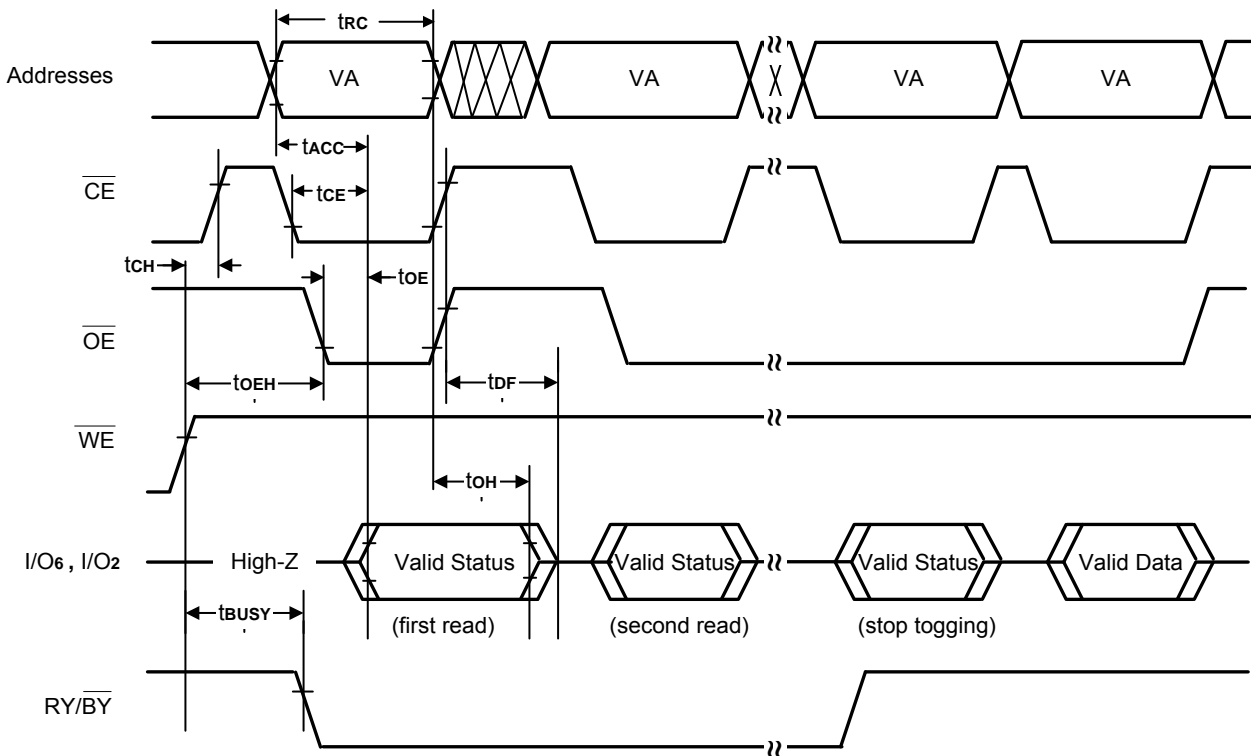 tRC
Addresses VA VA VA VA
tACC
CE
tCE
tCH
tOE
OE
tOEH
tDF
WE
tOH
I/O6 , I/O2 High-Z Valid Status Valid Status Valid Status Valid Data
tBUSY
(first read) (second read) (stop togging)
RY/BY